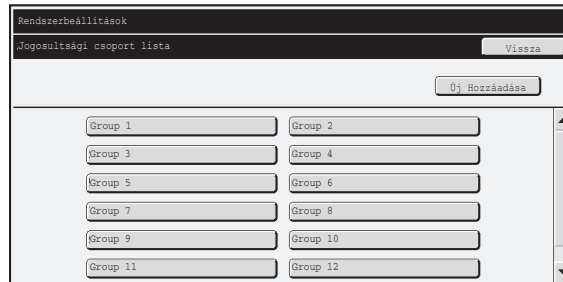 Rendszerbeállítások
Jogosultsági csoport lista
Vissza
Új Hozzáadása
Group 1
Group 2
Group 3
Group 4
Group 5
Group 6
Group 7
Group 8
Group 9
Group 10
Group 11
Group 12